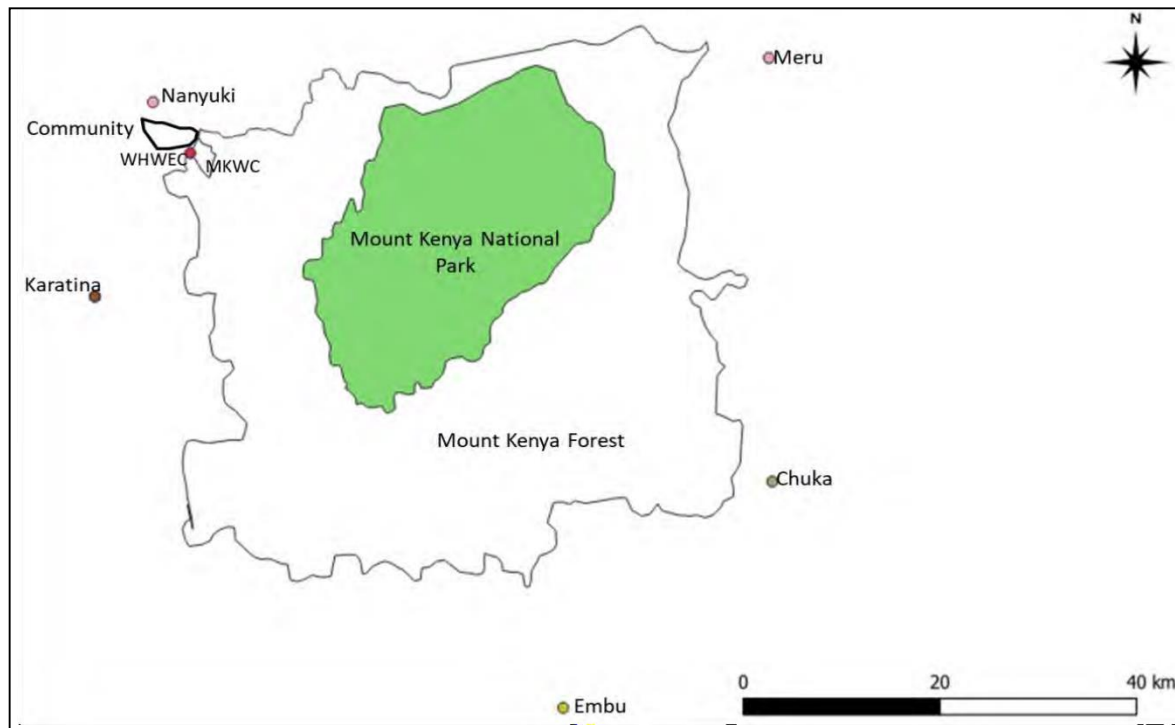 N
Meru
Nanyuki
Community
WHWEC
MKWC
Mount Kenya National
Park
Karatina
Mount Kenya Forest
Chuka
0 20 40 km
Embu